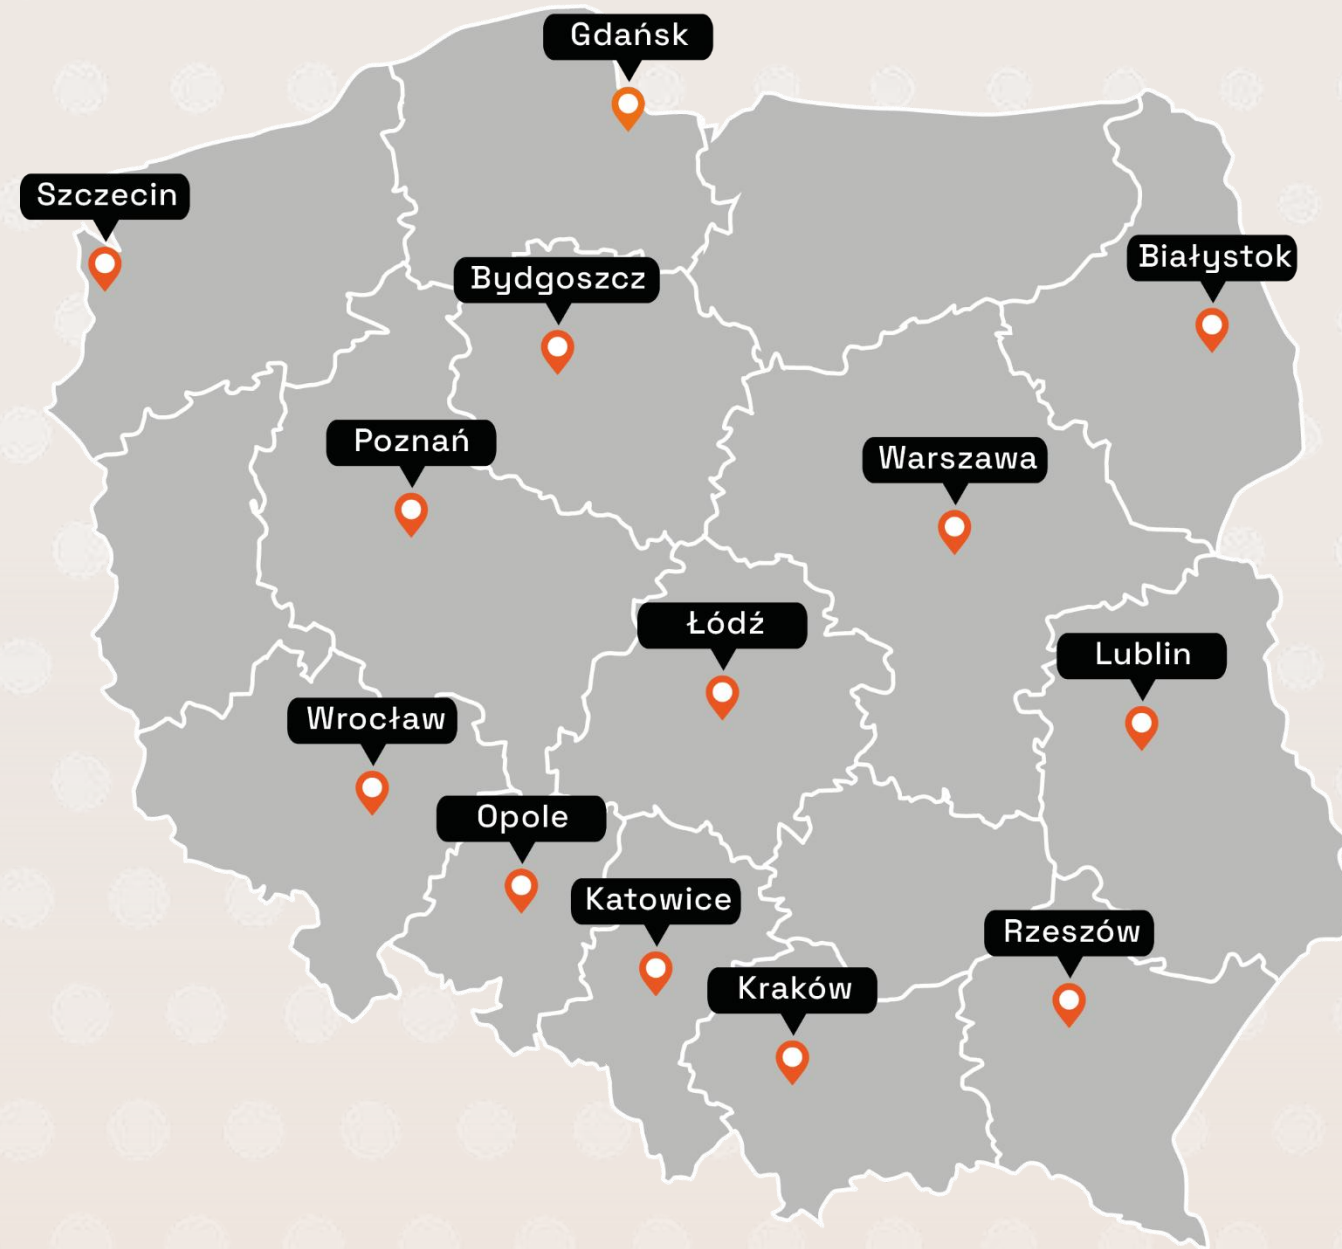 Gdańsk
Szczecin
Białystok
Bydgoszcz
Poznań
Warszawa
Łódź
Lublin
Wrocław
Opole
Katowice
Rzeszów
Kraków